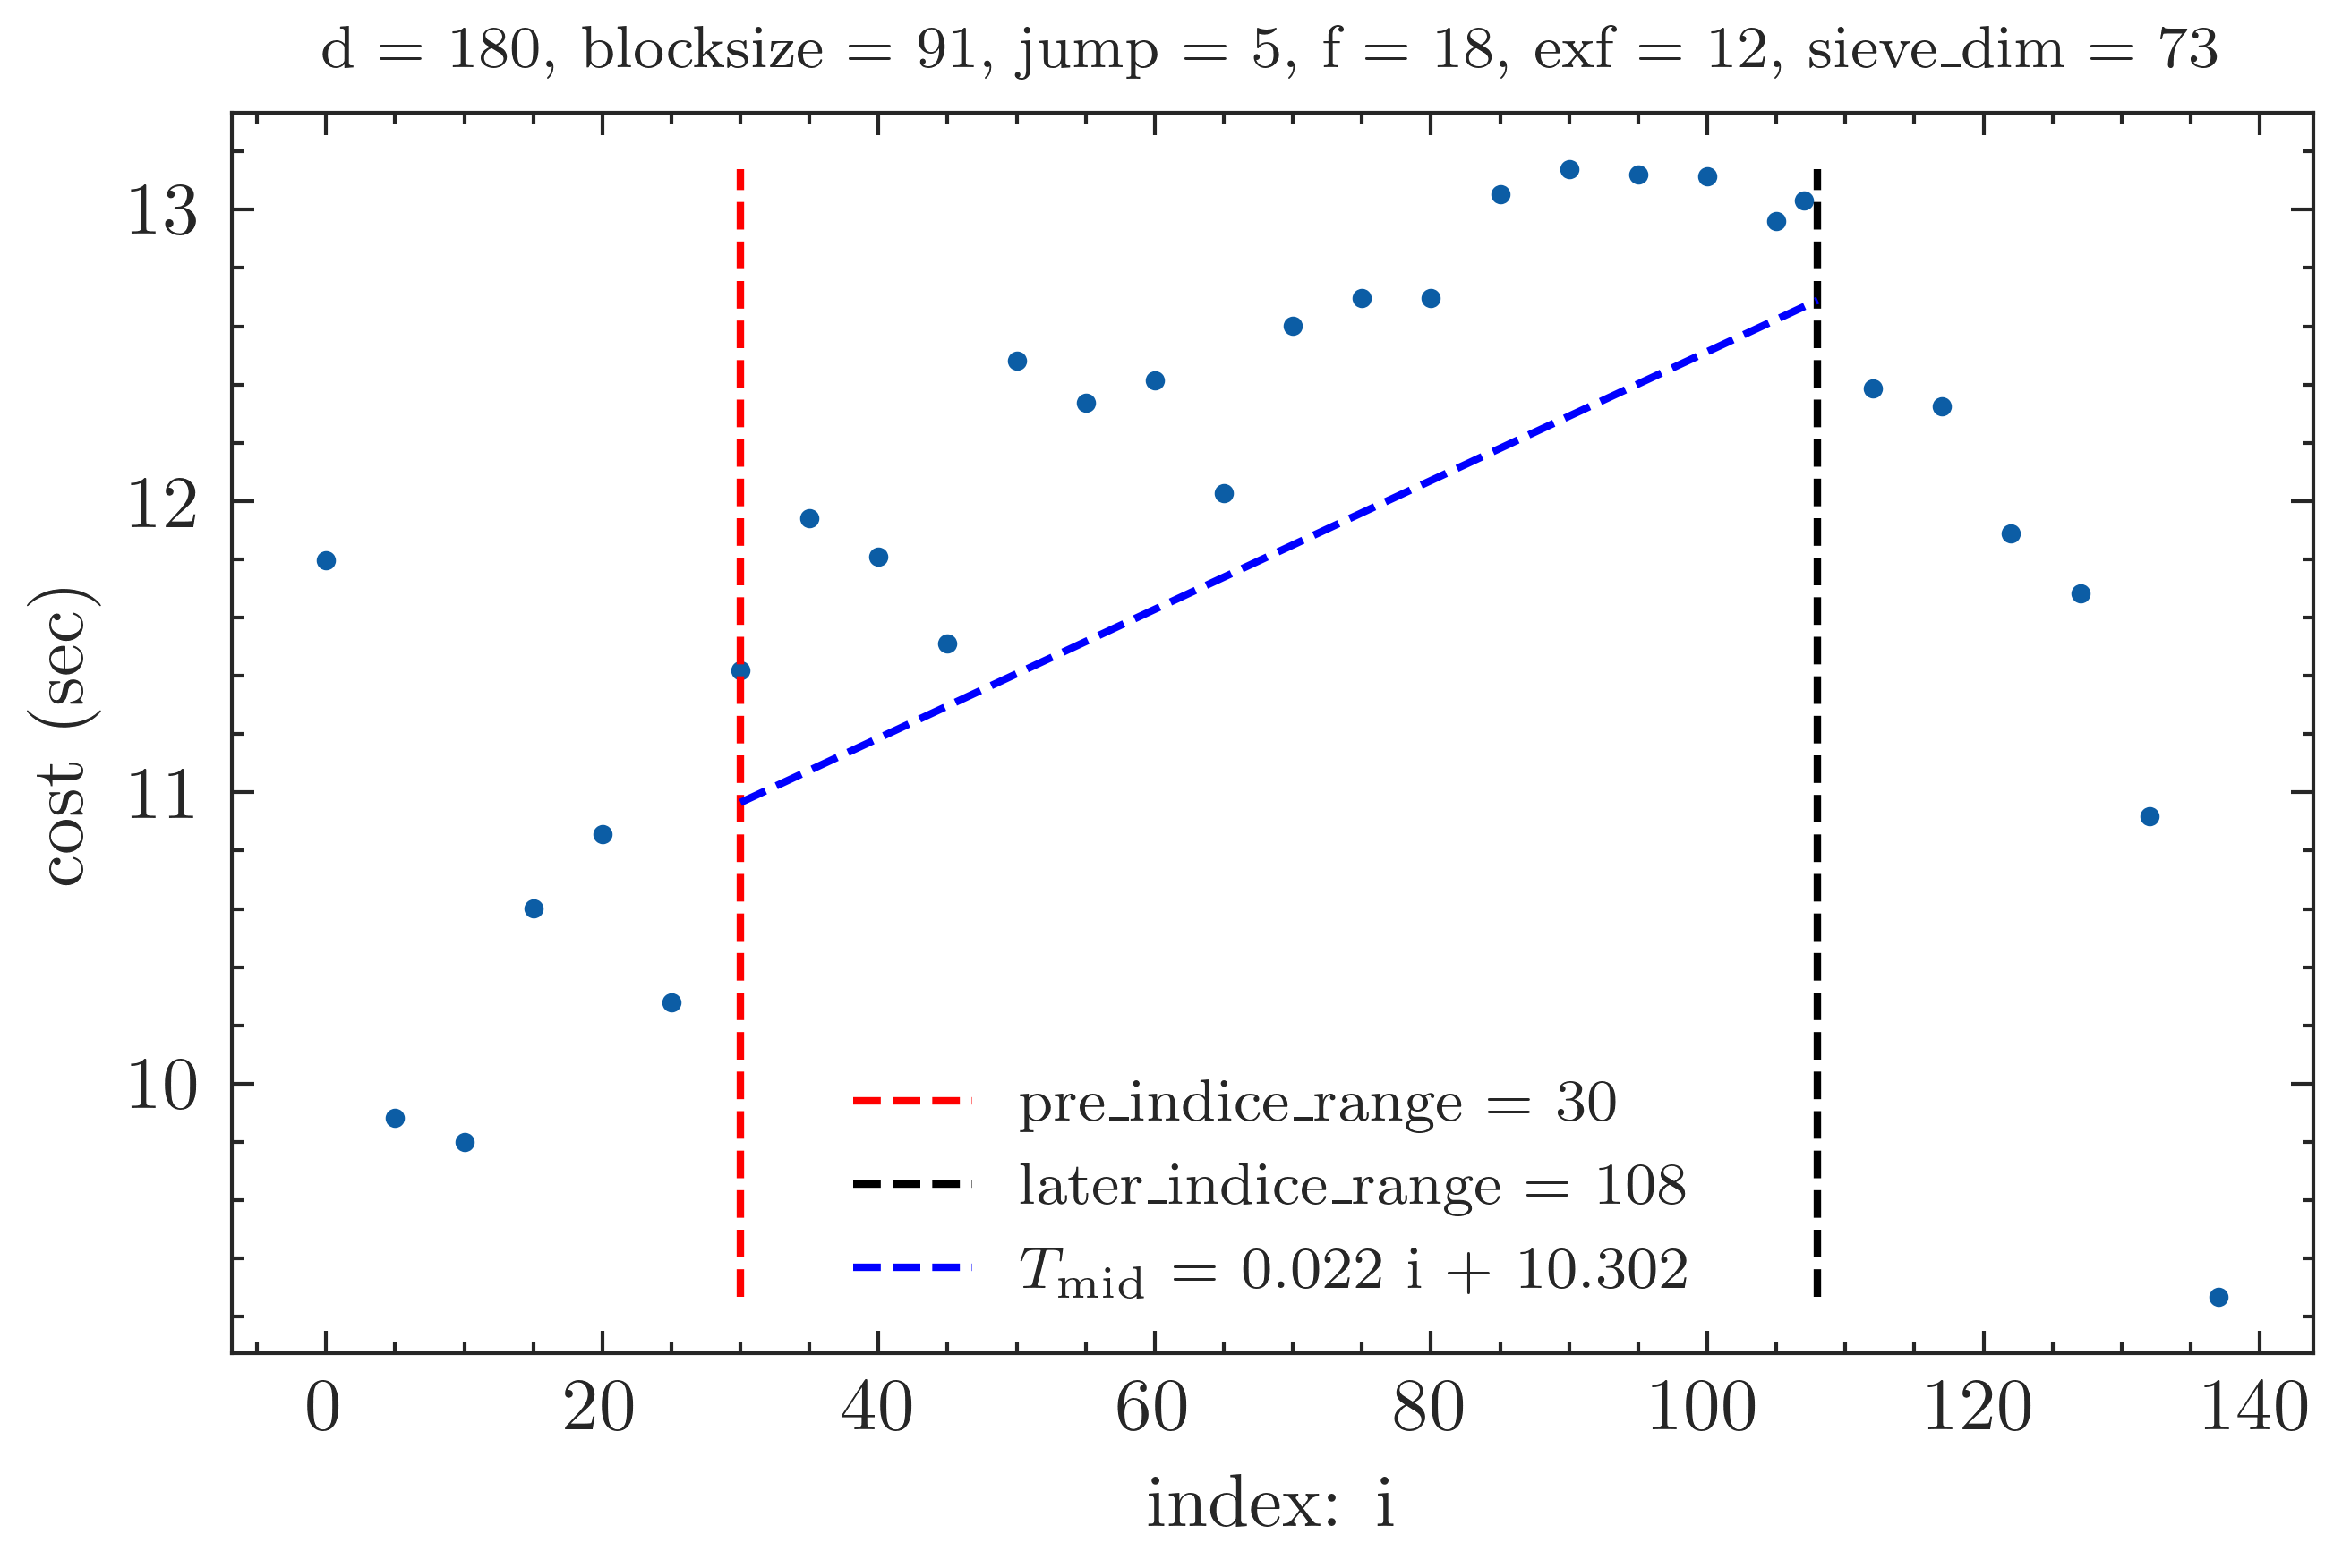 d = 180, blocksize = 91, jump = 5, f = 18, exf = 12, sieve_dim = 73
13
12
11
10
cost (sec)
pre_indice_range = 30
later_indice_range = 108
T_mid = 0.022 i + 10.302
0 20 40 60 80 100 120 140
index: i